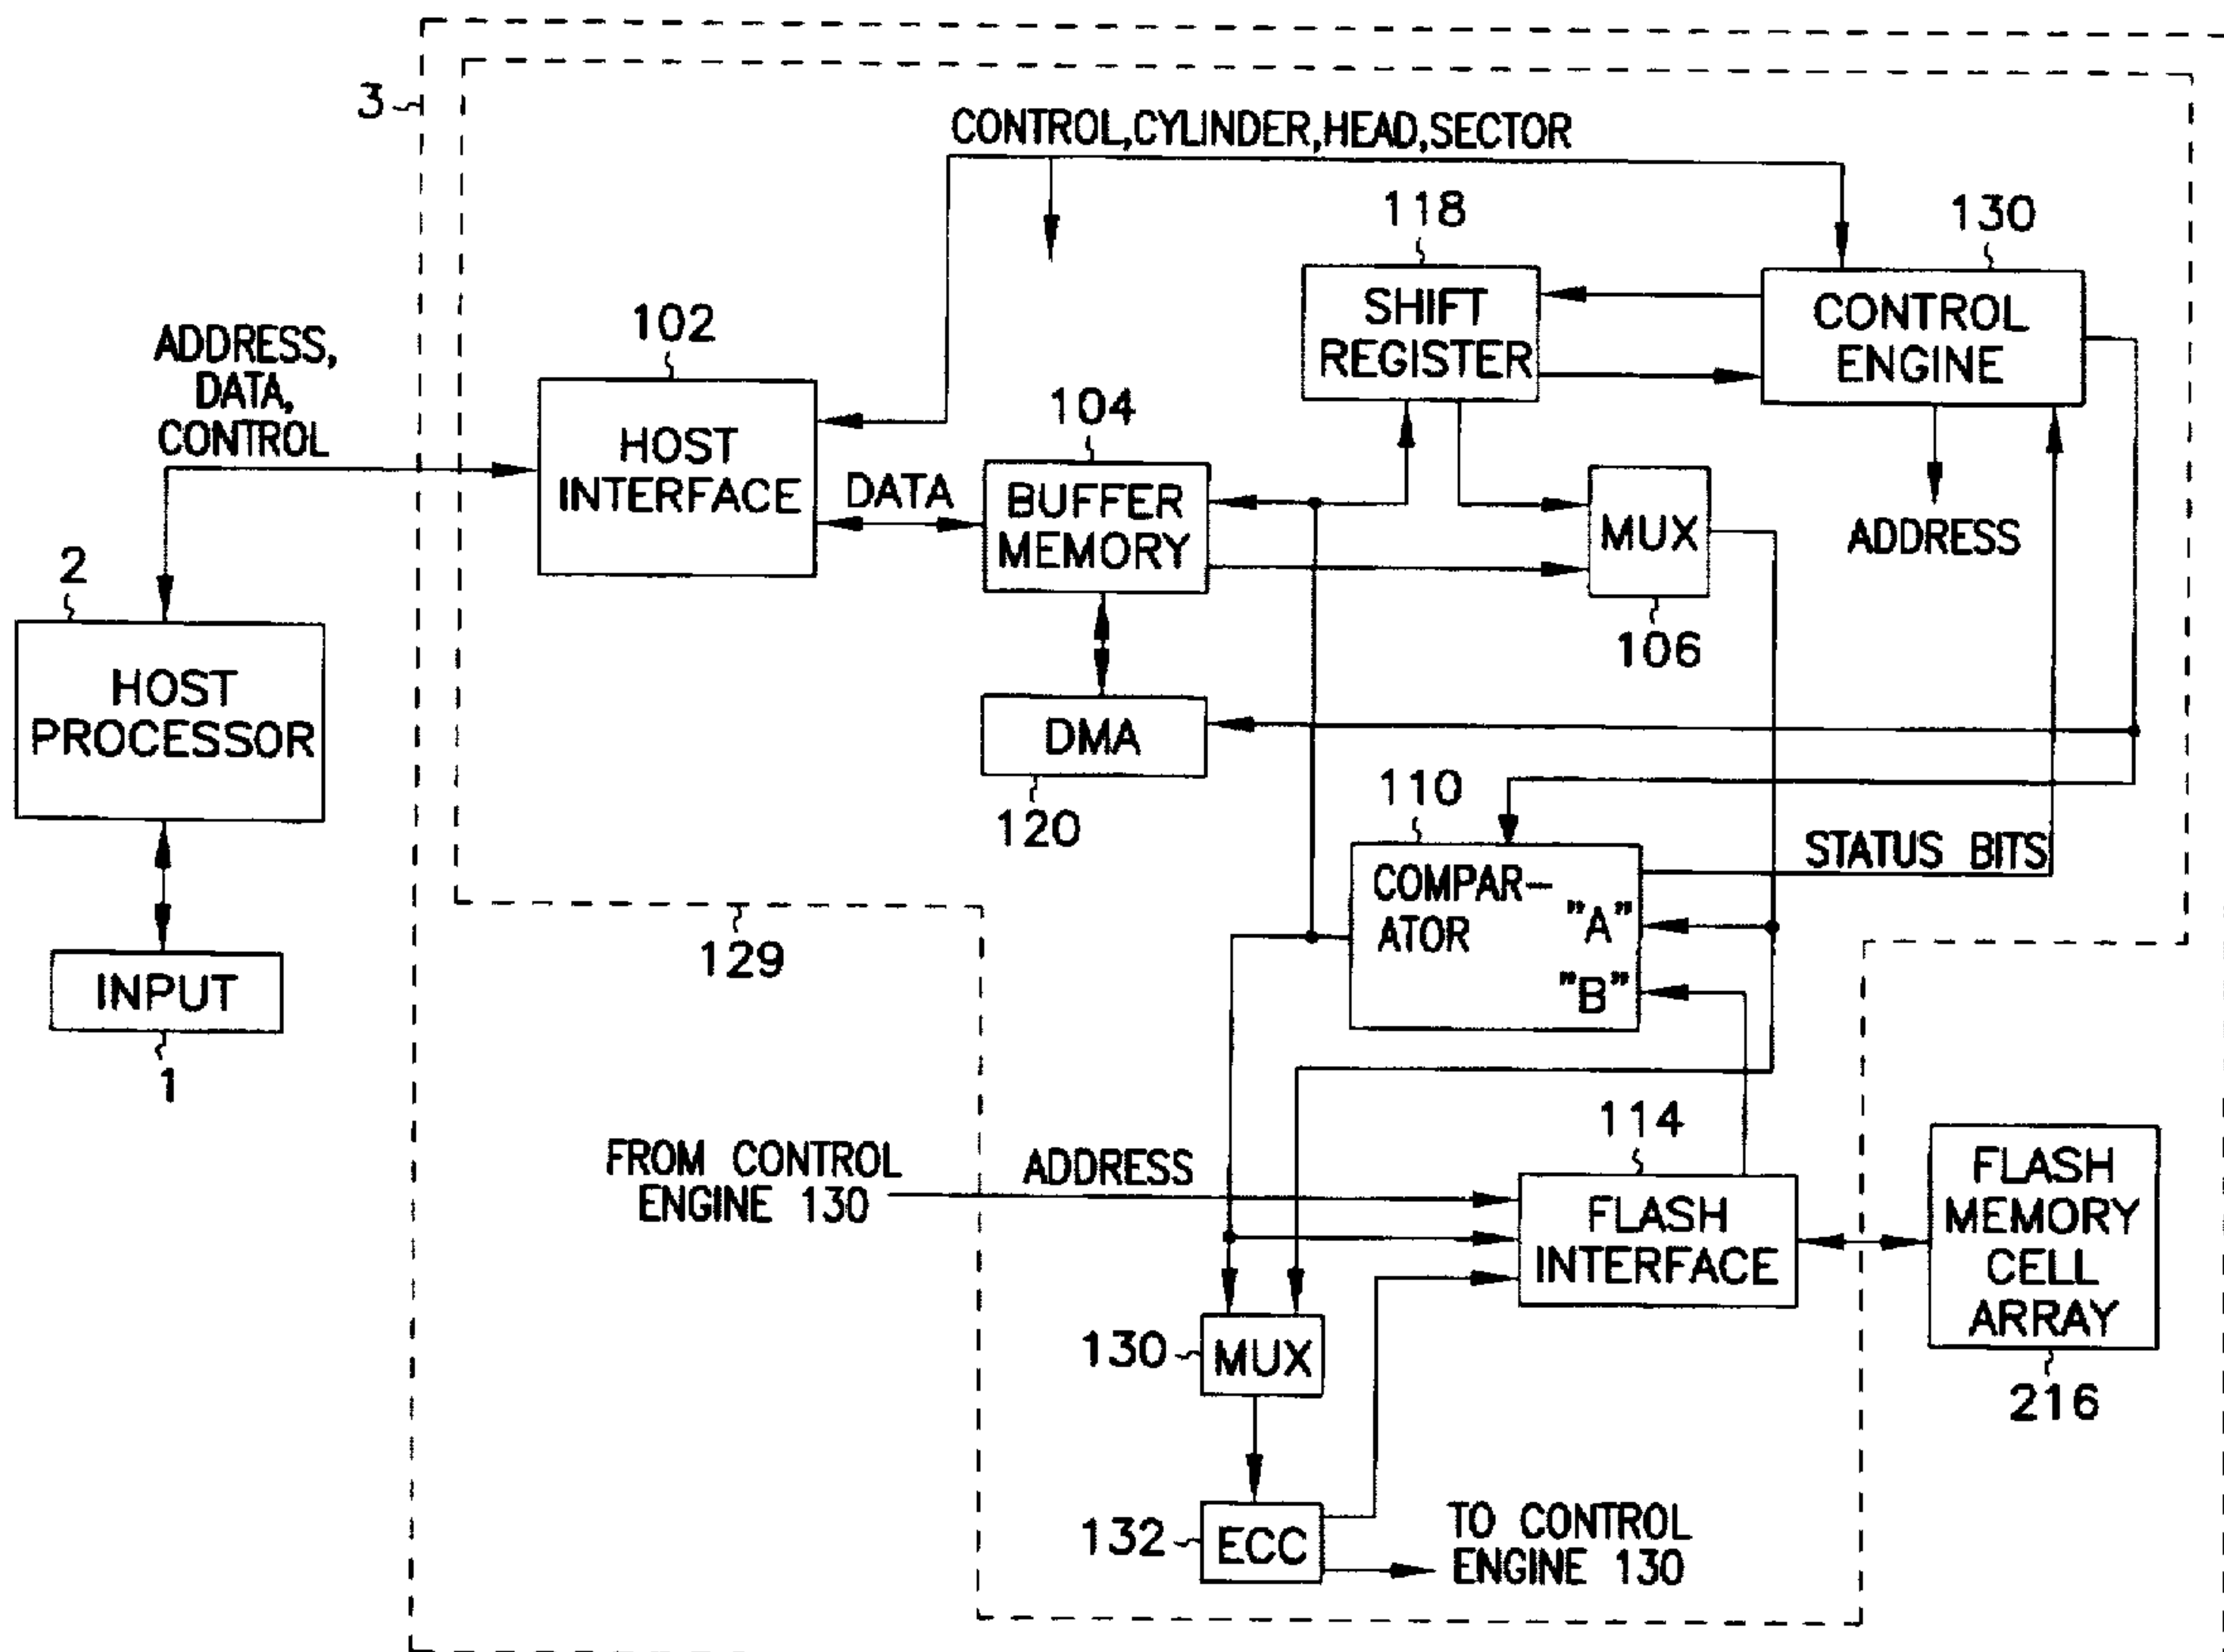 3
CONTROL,CYLINDER,HEAD,SECTOR
118
130
SHIFT
REGISTER
CONTROL
ENGINE
102
ADDRESS,
DATA,
CONTROL
HOST
INTERFACE
DATA
104
BUFFER
MEMORY
MUX
106
ADDRESS
2
HOST
PROCESSOR
DMA
120
110
COMPAR-
ATOR
"A"
"B"
STATUS BITS
129
INPUT
1
FROM CONTROL
ENGINE 130
ADDRESS
114
FLASH
INTERFACE
FLASH
MEMORY
CELL
ARRAY
216
130
MUX
132
ECC
TO CONTROL
ENGINE 130